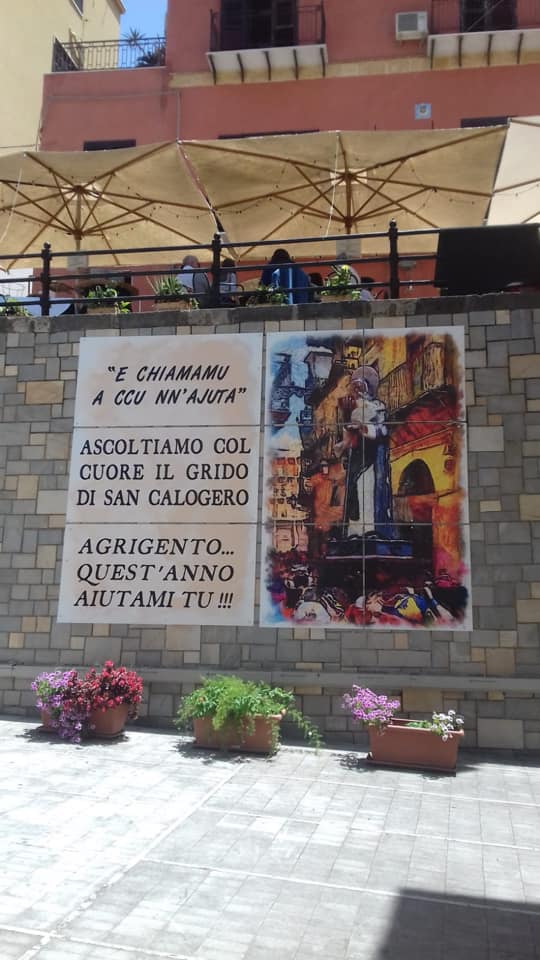 "E CHIAMAMU
A CCU NN'AJUTA"
ASCOLTIAMO COL
CUORE IL GRIDO
DI SAN CALOGERO
AGRIGENTO...
QUEST'ANNO
AIUTAMI TU !!!